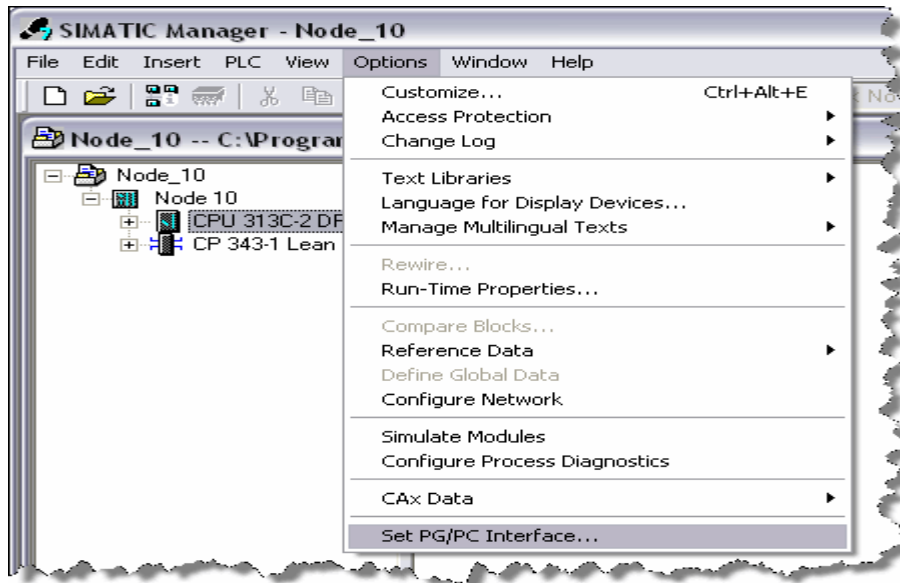 SIMATIC Manager - Node_10
File Edit Insert PLC View Options Window Help
Customize... Ctrl+Alt+E
Access Protection
Change Log
Text Libraries
Language for Display Devices...
Manage Multilingual Texts
Rewire...
Run-Time Properties...
Compare Blocks...
Reference Data
Define Global Data
Configure Network
Simulate Modules
Configure Process Diagnostics
CAx Data
Set PG/PC Interface...
No
Node_10 -- C:\Progra
Node_10
Node 10
CPU 313C-2 DP
CP 343-1 Lean